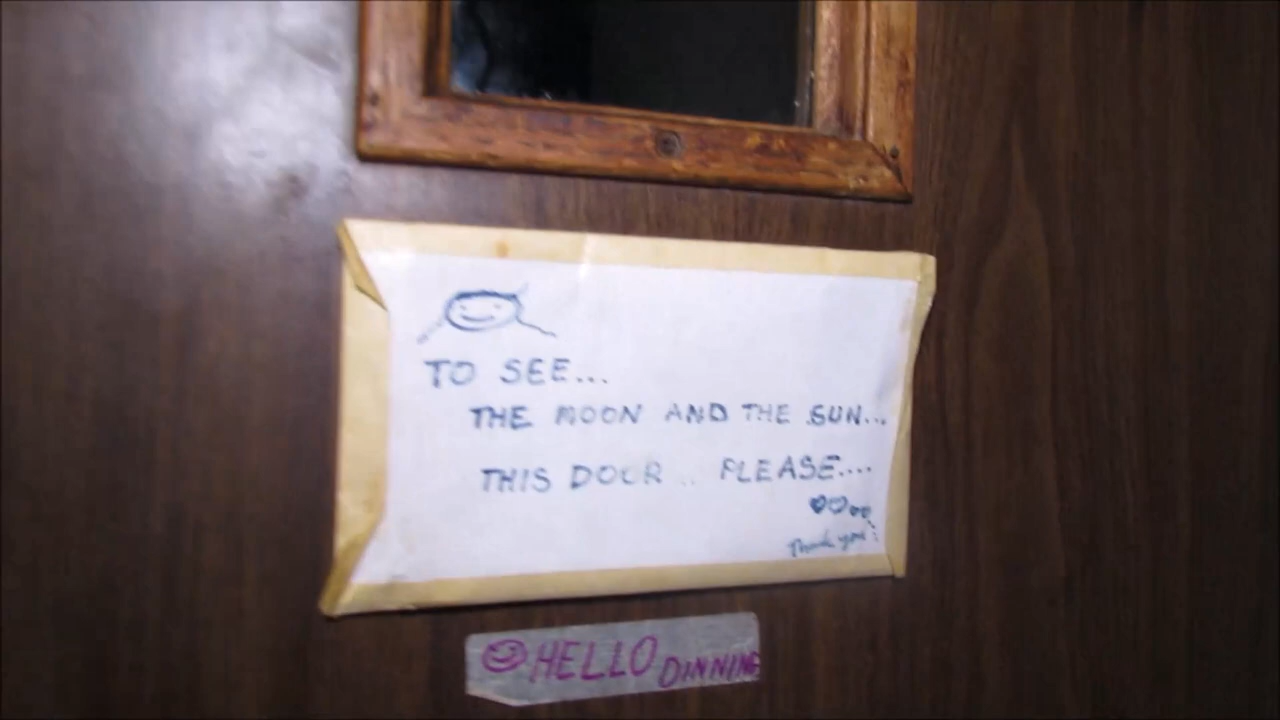 TO SEE...
THE MOON AND THE SUN...
THIS DOOR .. PLEASE....
Thank you!
HELLO DINNING